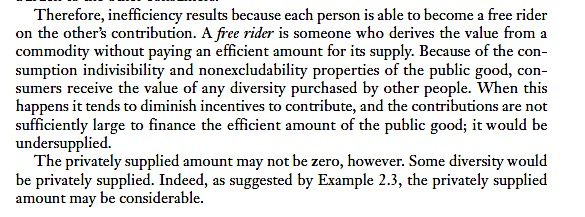 Therefore, inefficiency results because each person is able to become a free rider
on the other's contribution. A free rider is someone who derives the value from a
commodity without paying an efficient amount for its supply. Because of the con-
sumption indivisibility and nonexcludability properties of the public good, con-
sumers receive the value of any diversity purchased by other people. When this
happens it tends to diminish incentives to contribute, and the contributions are not
sufficiently large to finance the efficient amount of the public good; it would be
undersupplied.
The privately supplied amount may not be zero, however. Some diversity would
be privately supplied. Indeed, as suggested by Example 2.3, the privately supplied
amount may be considerable.